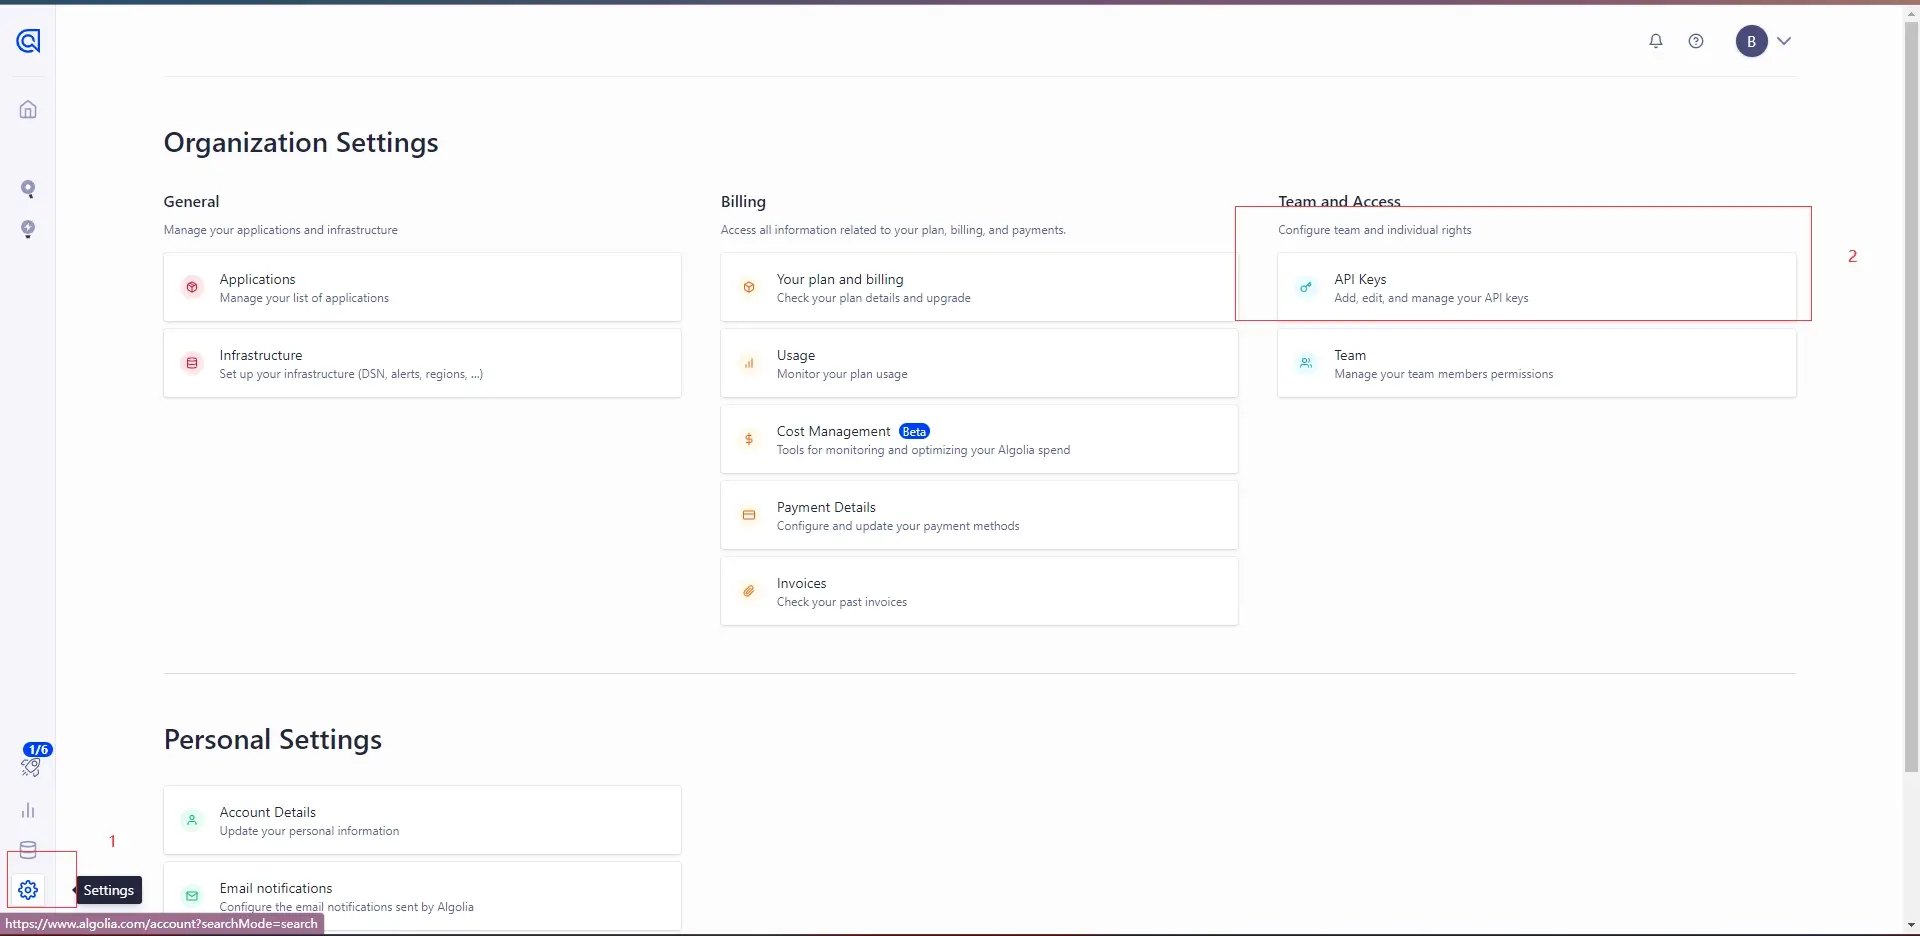 B
Organization Settings
General
Manage your applications and infrastructure
Applications
Manage your list of applications
Infrastructure
Set up your infrastructure (DSN, alerts, regions, ...)
Billing
Access all information related to your plan, billing, and payments.
Your plan and billing
Check your plan details and upgrade
Usage
Monitor your plan usage
Cost Management Beta
Tools for monitoring and optimizing your Algolia spend
Payment Details
Configure and update your payment methods
Invoices
Check your past invoices
Team and Access
Configure team and individual rights
API Keys
Add, edit, and manage your API keys
Team
Manage your team members permissions
2
Personal Settings
Account Details
Update your personal information
Email notifications
Configure the email notifications sent by Algolia
1/6
1
Settings
https://www.algolia.com/account?searchMode=search